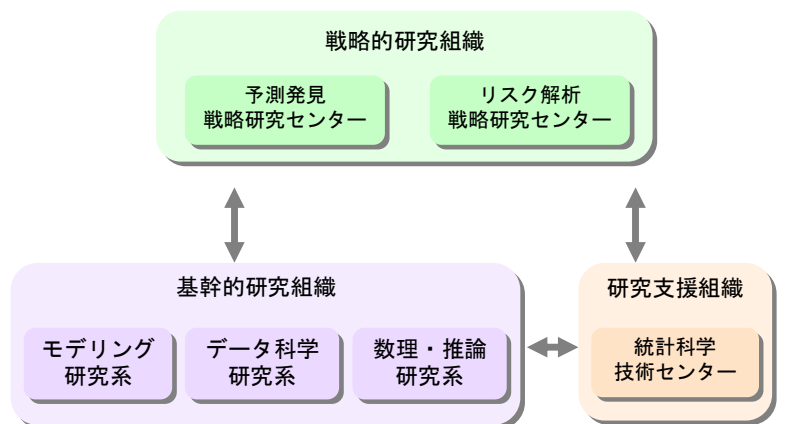 戦略的研究組織
予測発見
戦略研究センター
リスク解析
戦略研究センター
基幹的研究組織
モデリング
研究系
データ科学
研究系
数理・推論
研究系
研究支援組織
統計科学
技術センター